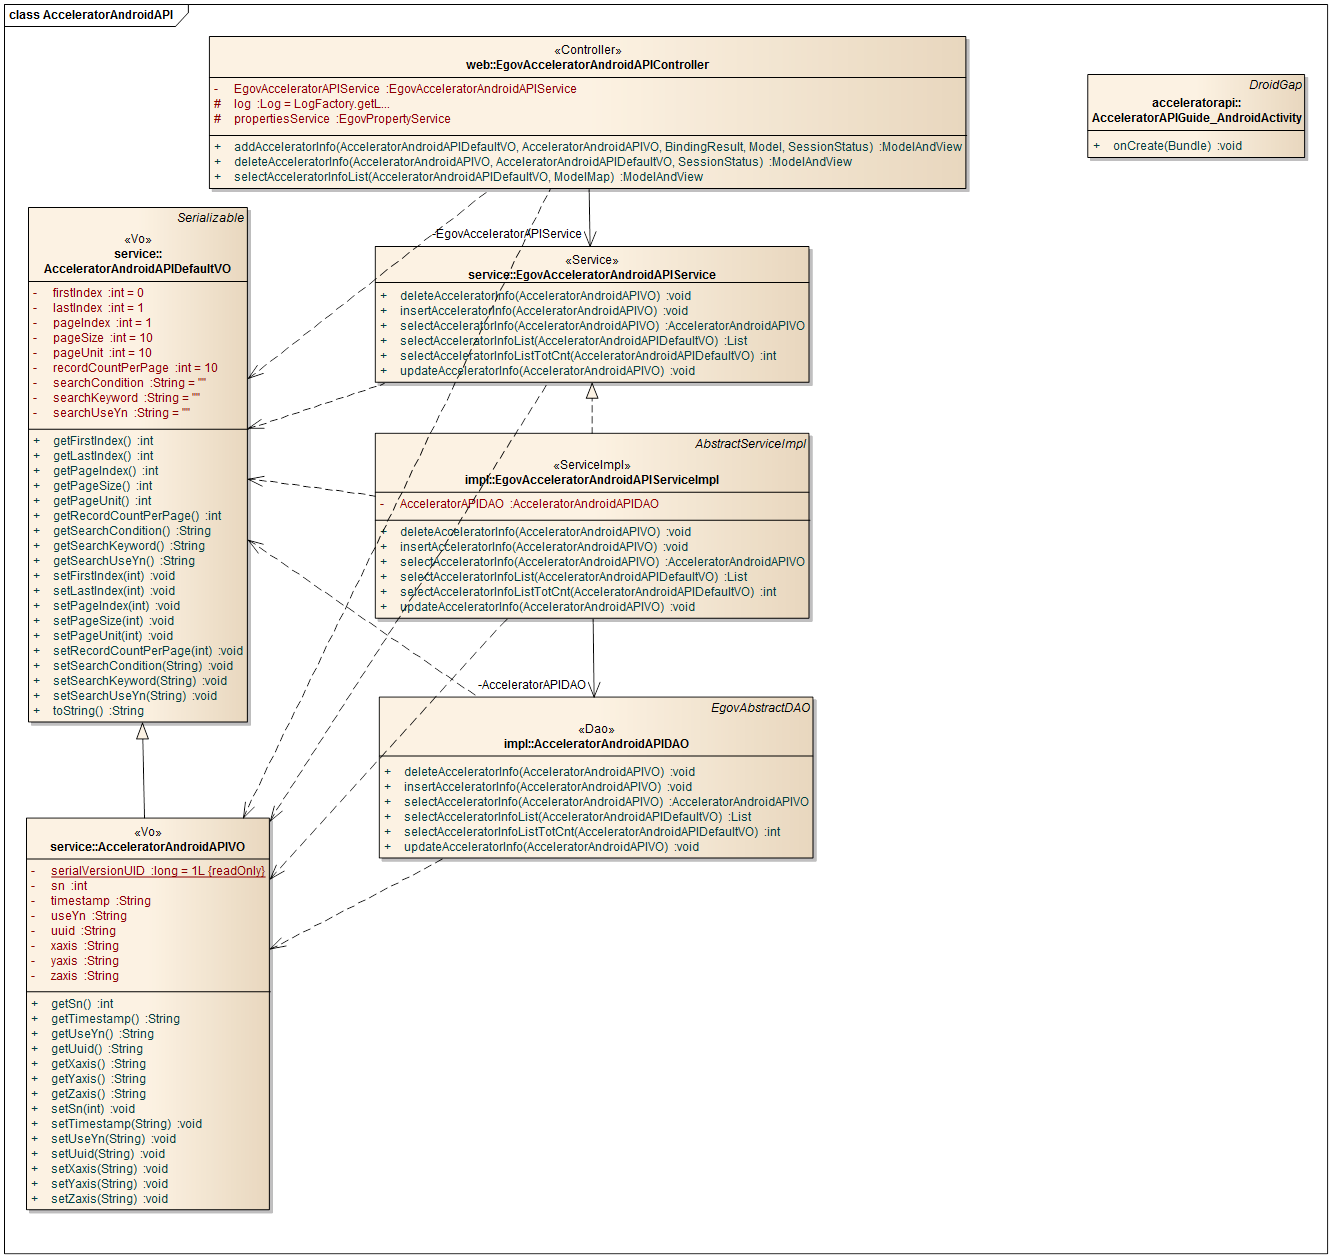 class AcceleratorAndroidAPI
«Controller»
web::EgovAcceleratorAndroidAPIController
- EgovAcceleratorAPIService :EgovAcceleratorAndroidAPIService
# log :Log = LogFactory.getL...
# propertiesService :EgovPropertyService
+ addAcceleratorInfo(AcceleratorAndroidAPIDefaultVO, AcceleratorAndroidAPIVO, BindingResult, Model, SessionStatus) :ModelAndView
+ deleteAcceleratorInfo(AcceleratorAndroidAPIVO, AcceleratorAndroidAPIDefaultVO, SessionStatus) :ModelAndView
+ selectAcceleratorInfoList(AcceleratorAndroidAPIDefaultVO, ModelMap) :ModelAndView
DroidGap
acceleratorapi::
AcceleratorAPIGuide_AndroidActivity
+ onCreate(Bundle) :void
Serializable
«Vo»
service::
AcceleratorAndroidAPIDefaultVO
- firstIndex :int = 0
- lastIndex :int = 1
- pageIndex :int = 1
- pageSize :int = 10
- pageUnit :int = 10
- recordCountPerPage :int = 10
- searchCondition :String = ""
- searchKeyword :String = ""
- searchUseYn :String = ""
+ getFirstIndex() :int
+ getLastIndex() :int
+ getPageIndex() :int
+ getPageSize() :int
+ getPageUnit() :int
+ getRecordCountPerPage() :int
+ getSearchCondition() :String
+ getSearchKeyword() :String
+ getSearchUseYn() :String
+ setFirstIndex(int) :void
+ setLastIndex(int) :void
+ setPageIndex(int) :void
+ setPageSize(int) :void
+ setPageUnit(int) :void
+ setRecordCountPerPage(int) :void
+ setSearchCondition(String) :void
+ setSearchKeyword(String) :void
+ setSearchUseYn(String) :void
+ toString() :String
-EgovAcceleratorAPIService
«Service»
service::EgovAcceleratorAndroidAPIService
+ deleteAcceleratorInfo(AcceleratorAndroidAPIVO) :void
+ insertAcceleratorInfo(AcceleratorAndroidAPIVO) :void
+ selectAcceleratorInfo(AcceleratorAndroidAPIVO) :AcceleratorAndroidAPIVO
+ selectAcceleratorInfoList(AcceleratorAndroidAPIDefaultVO) :List
+ selectAcceleratorInfoListTotCnt(AcceleratorAndroidAPIDefaultVO) :int
+ updateAcceleratorInfo(AcceleratorAndroidAPIVO) :void
AbstractServiceImpl
«ServiceImpl»
impl::EgovAcceleratorAndroidAPIServiceImpl
- AcceleratorAPIDAO :AcceleratorAndroidAPIDAO
+ deleteAcceleratorInfo(AcceleratorAndroidAPIVO) :void
+ insertAcceleratorInfo(AcceleratorAndroidAPIVO) :void
+ selectAcceleratorInfo(AcceleratorAndroidAPIVO) :AcceleratorAndroidAPIVO
+ selectAcceleratorInfoList(AcceleratorAndroidAPIDefaultVO) :List
+ selectAcceleratorInfoListTotCnt(AcceleratorAndroidAPIDefaultVO) :int
+ updateAcceleratorInfo(AcceleratorAndroidAPIVO) :void
-AcceleratorAPIDAO
EgovAbstractDAO
«Dao»
impl::AcceleratorAndroidAPIDAO
+ deleteAcceleratorInfo(AcceleratorAndroidAPIVO) :void
+ insertAcceleratorInfo(AcceleratorAndroidAPIVO) :void
+ selectAcceleratorInfo(AcceleratorAndroidAPIVO) :AcceleratorAndroidAPIVO
+ selectAcceleratorInfoList(AcceleratorAndroidAPIDefaultVO) :List
+ selectAcceleratorInfoListTotCnt(AcceleratorAndroidAPIDefaultVO) :int
+ updateAcceleratorInfo(AcceleratorAndroidAPIVO) :void
«Vo»
service::AcceleratorAndroidAPIVO
- serialVersionUID :long = 1L {readOnly}
- sn :int
- timestamp :String
- useYn :String
- uuid :String
- xaxis :String
- yaxis :String
- zaxis :String
+ getSn() :int
+ getTimestamp() :String
+ getUseYn() :String
+ getUuid() :String
+ getXaxis() :String
+ getYaxis() :String
+ getZaxis() :String
+ setSn(int) :void
+ setTimestamp(String) :void
+ setUseYn(String) :void
+ setUuid(String) :void
+ setXaxis(String) :void
+ setYaxis(String) :void
+ setZaxis(String) :void